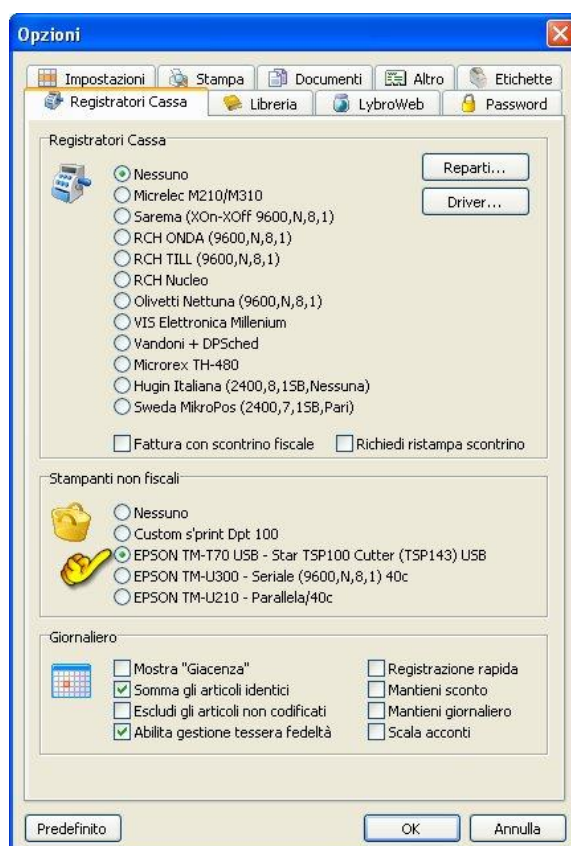 Opzioni
Impostazioni Stampa Documenti Altro Etichette
Registratori Cassa Libreria LybroWeb Password
Registratori Cassa
Nessuno
Reparti...
Micrelec M210/M310
Driver...
Sarema (XOn-XOff 9600,N,8,1)
RCH ONDA (9600,N,8,1)
RCH TILL (9600,N,8,1)
RCH Nucleo
Olivetti Nettuna (9600,N,8,1)
VIS Elettronica Millenium
Vandoni + DPSched
Microrex TH-480
Hugin Italiana (2400,8,1SB,Nessuna)
Sweda MikroPos (2400,7,1SB,Pari)
Fattura con scontrino fiscale Richiedi ristampa scontrino
Stampanti non fiscali
Nessuno
Custom s'print Dpt 100
EPSON TM-T70 USB - Star TSP100 Cutter (TSP143) USB
EPSON TM-U300 - Seriale (9600,N,8,1) 40c
EPSON TM-U210 - Parallela/40c
Giornaliero
Mostra "Giacenza" Registrazione rapida
Somma gli articoli identici Mantieni sconto
Escludi gli articoli non codificati Mantieni giornaliero
Abilita gestione tessera fedeltà Scala acconti
Predefinito OK Annulla